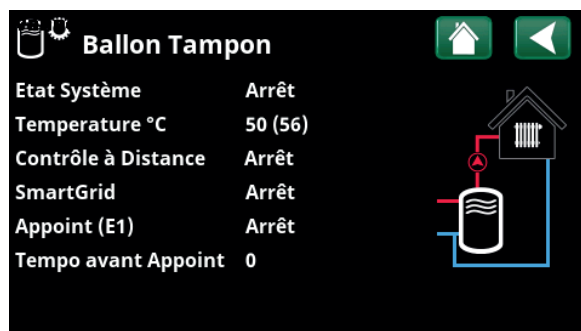 Ballon Tampon
Etat Système Arrêt
Temperature °C 50 (56)
Contrôle à Distance Arrêt
SmartGrid Arrêt
Appoint (E1) Arrêt
Tempo avant Appoint 0